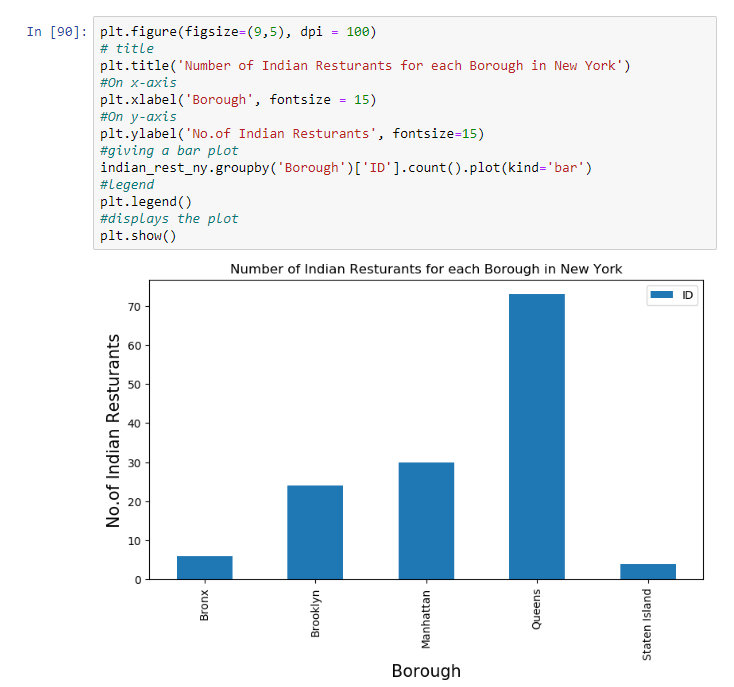 In [90]: plt.figure(figsize=(9,5), dpi = 100)
# title
plt.title('Number of Indian Resturants for each Borough in New York')
#On x-axis
plt.xlabel('Borough', fontsize = 15)
#On y-axis
plt.ylabel('No.of Indian Resturants', fontsize=15)
#giving a bar plot
indian_rest_ny.groupby('Borough')['ID'].count().plot(kind='bar')
#legend
plt.legend()
#displays the plot
plt.show()
Number of Indian Resturants for each Borough in New York
ID
No.of Indian Resturants
70
60
50
40
30
20
10
0
Bronx
Brooklyn
Manhattan
Queens
Staten Island
Borough